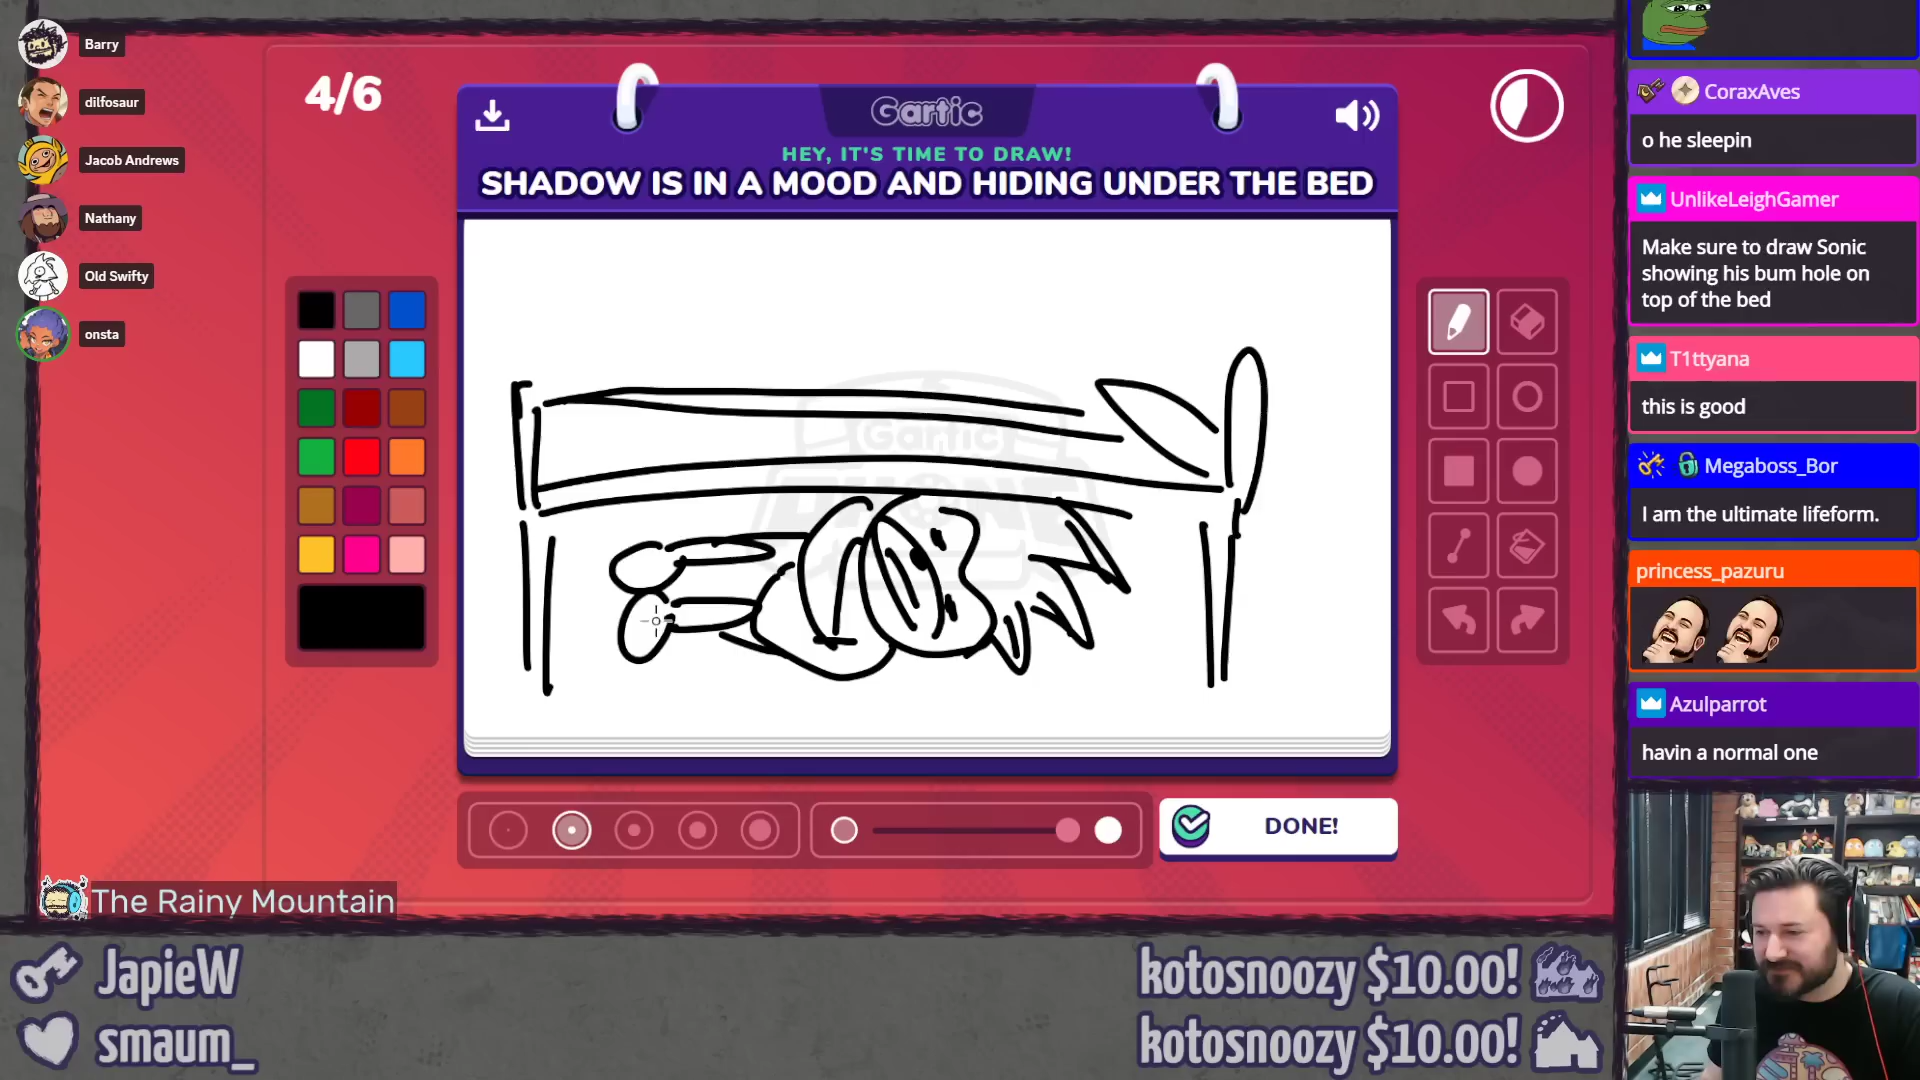 Barry
dilfosaur
Jacob Andrews
Nathany
Old Swifty
onsta
4/6
Gartic
HEY, IT'S TIME TO DRAW!
SHADOW IS IN A MOOD AND HIDING UNDER THE BED
Gartic
PHONE
DONE!
The Rainy Mountain
CoraxAves
o he sleepin
UnlikeLeighGamer
Make sure to draw Sonic
showing his bum hole on
top of the bed
T1ttyana
this is good
Megaboss_Bor
I am the ultimate lifeform.
princess_pazuru
Azulparrot
havin a normal one
JapieW
smaum_
kotosnoozy $10.00!
kotosnoozy $10.00!